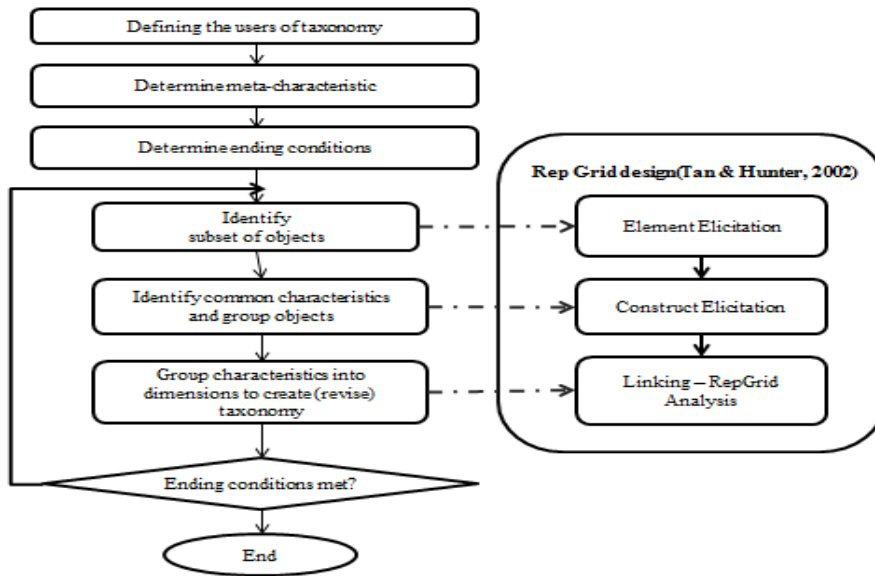 Defining the users of taxonomy
Determine meta-characteristic
Determine ending conditions
Identify
subset of objects
Identify common characteristics
and group objects
Group characteristics into
dimensions to create (revise)
taxonomy
Ending conditions met?
End
Rep Grid design(Tan & Hunter, 2002)
Element Elicitation
Construct Elicitation
Linking – RepGrid
Analysis